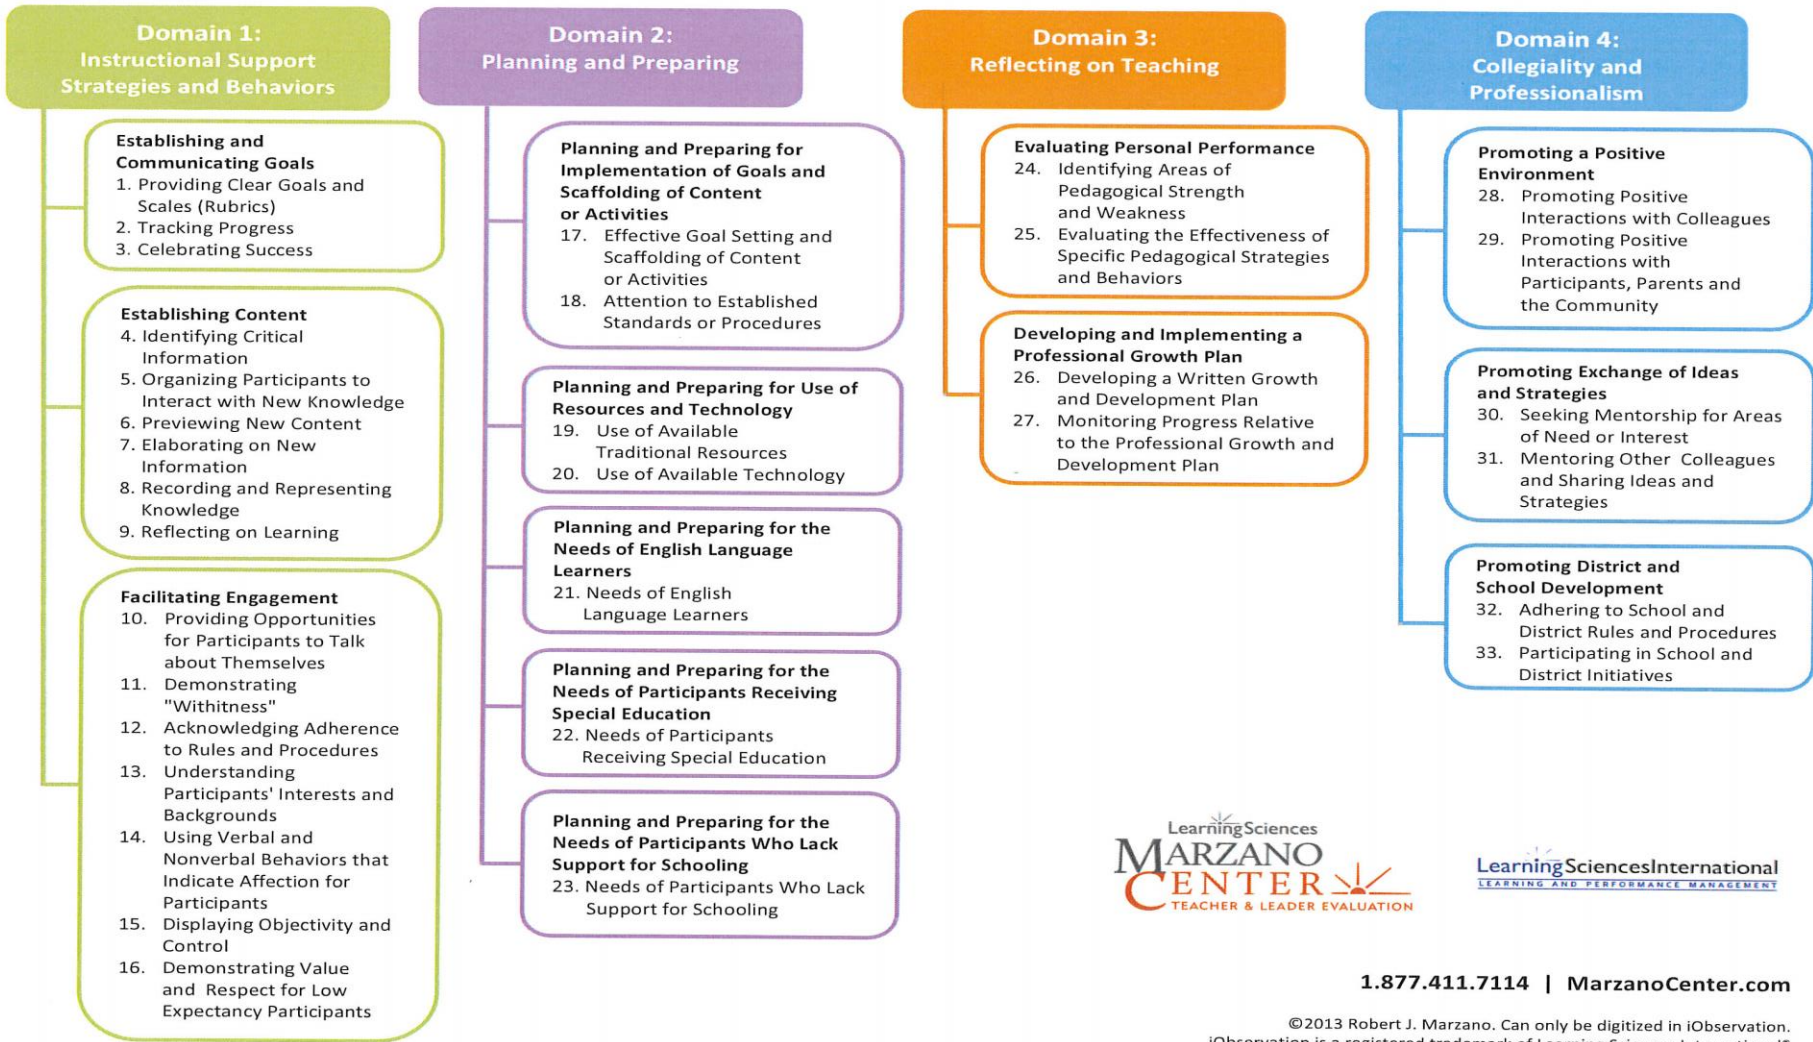 Domain 1:
Instructional Support
Strategies and Behaviors
Establishing and
Communicating Goals
1. Providing Clear Goals and
Scales (Rubrics)
2. Tracking Progress
3. Celebrating Success
Establishing Content
4. Identifying Critical
Information
5. Organizing Participants to
Interact with New Knowledge
6. Previewing New Content
7. Elaborating on New
Information
8. Recording and Representing
Knowledge
9. Reflecting on Learning
Facilitating Engagement
10. Providing Opportunities
for Participants to Talk
about Themselves
11. Demonstrating
"Withitness"
12. Acknowledging Adherence
to Rules and Procedures
13. Understanding
Participants' Interests and
Backgrounds
14. Using Verbal and
Nonverbal Behaviors that
Indicate Affection for
Participants
15. Displaying Objectivity and
Control
16. Demonstrating Value
and Respect for Low
Expectancy Participants
Domain 2:
Planning and Preparing
Planning and Preparing for
Implementation of Goals and
Scaffolding of Content
or Activities
17. Effective Goal Setting and
Scaffolding of Content
or Activities
18. Attention to Established
Standards or Procedures
Planning and Preparing for Use of
Resources and Technology
19. Use of Available
Traditional Resources
20. Use of Available Technology
Planning and Preparing for the
Needs of English Language
Learners
21. Needs of English
Language Learners
Planning and Preparing for the
Needs of Participants Receiving
Special Education
22. Needs of Participants
Receiving Special Education
Planning and Preparing for the
Needs of Participants Who Lack
Support for Schooling
23. Needs of Participants Who Lack
Support for Schooling
Domain 3:
Reflecting on Teaching
Evaluating Personal Performance
24. Identifying Areas of
Pedagogical Strength
and Weakness
25. Evaluating the Effectiveness of
Specific Pedagogical Strategies
and Behaviors
Developing and Implementing a
Professional Growth Plan
26. Developing a Written Growth
and Development Plan
27. Monitoring Progress Relative
to the Professional Growth and
Development Plan
Domain 4:
Collegiality and
Professionalism
Promoting a Positive
Environment
28. Promoting Positive
Interactions with Colleagues
29. Promoting Positive
Interactions with
Participants, Parents and
the Community
Promoting Exchange of Ideas
and Strategies
30. Seeking Mentorship for Areas
of Need or Interest
31. Mentoring Other Colleagues
and Sharing Ideas and
Strategies
Promoting District and
School Development
32. Adhering to School and
District Rules and Procedures
33. Participating in School and
District Initiatives
LearningSciences
MARZANO
CENTER
TEACHER & LEADER EVALUATION
LearningSciencesInternational
LEARNING AND PERFORMANCE MANAGEMENT
1.877.411.7114 | MarzanoCenter.com
©2013 Robert J. Marzano. Can only be digitized in iObservation.
iObservation is a registered trademark of Learning Sciences